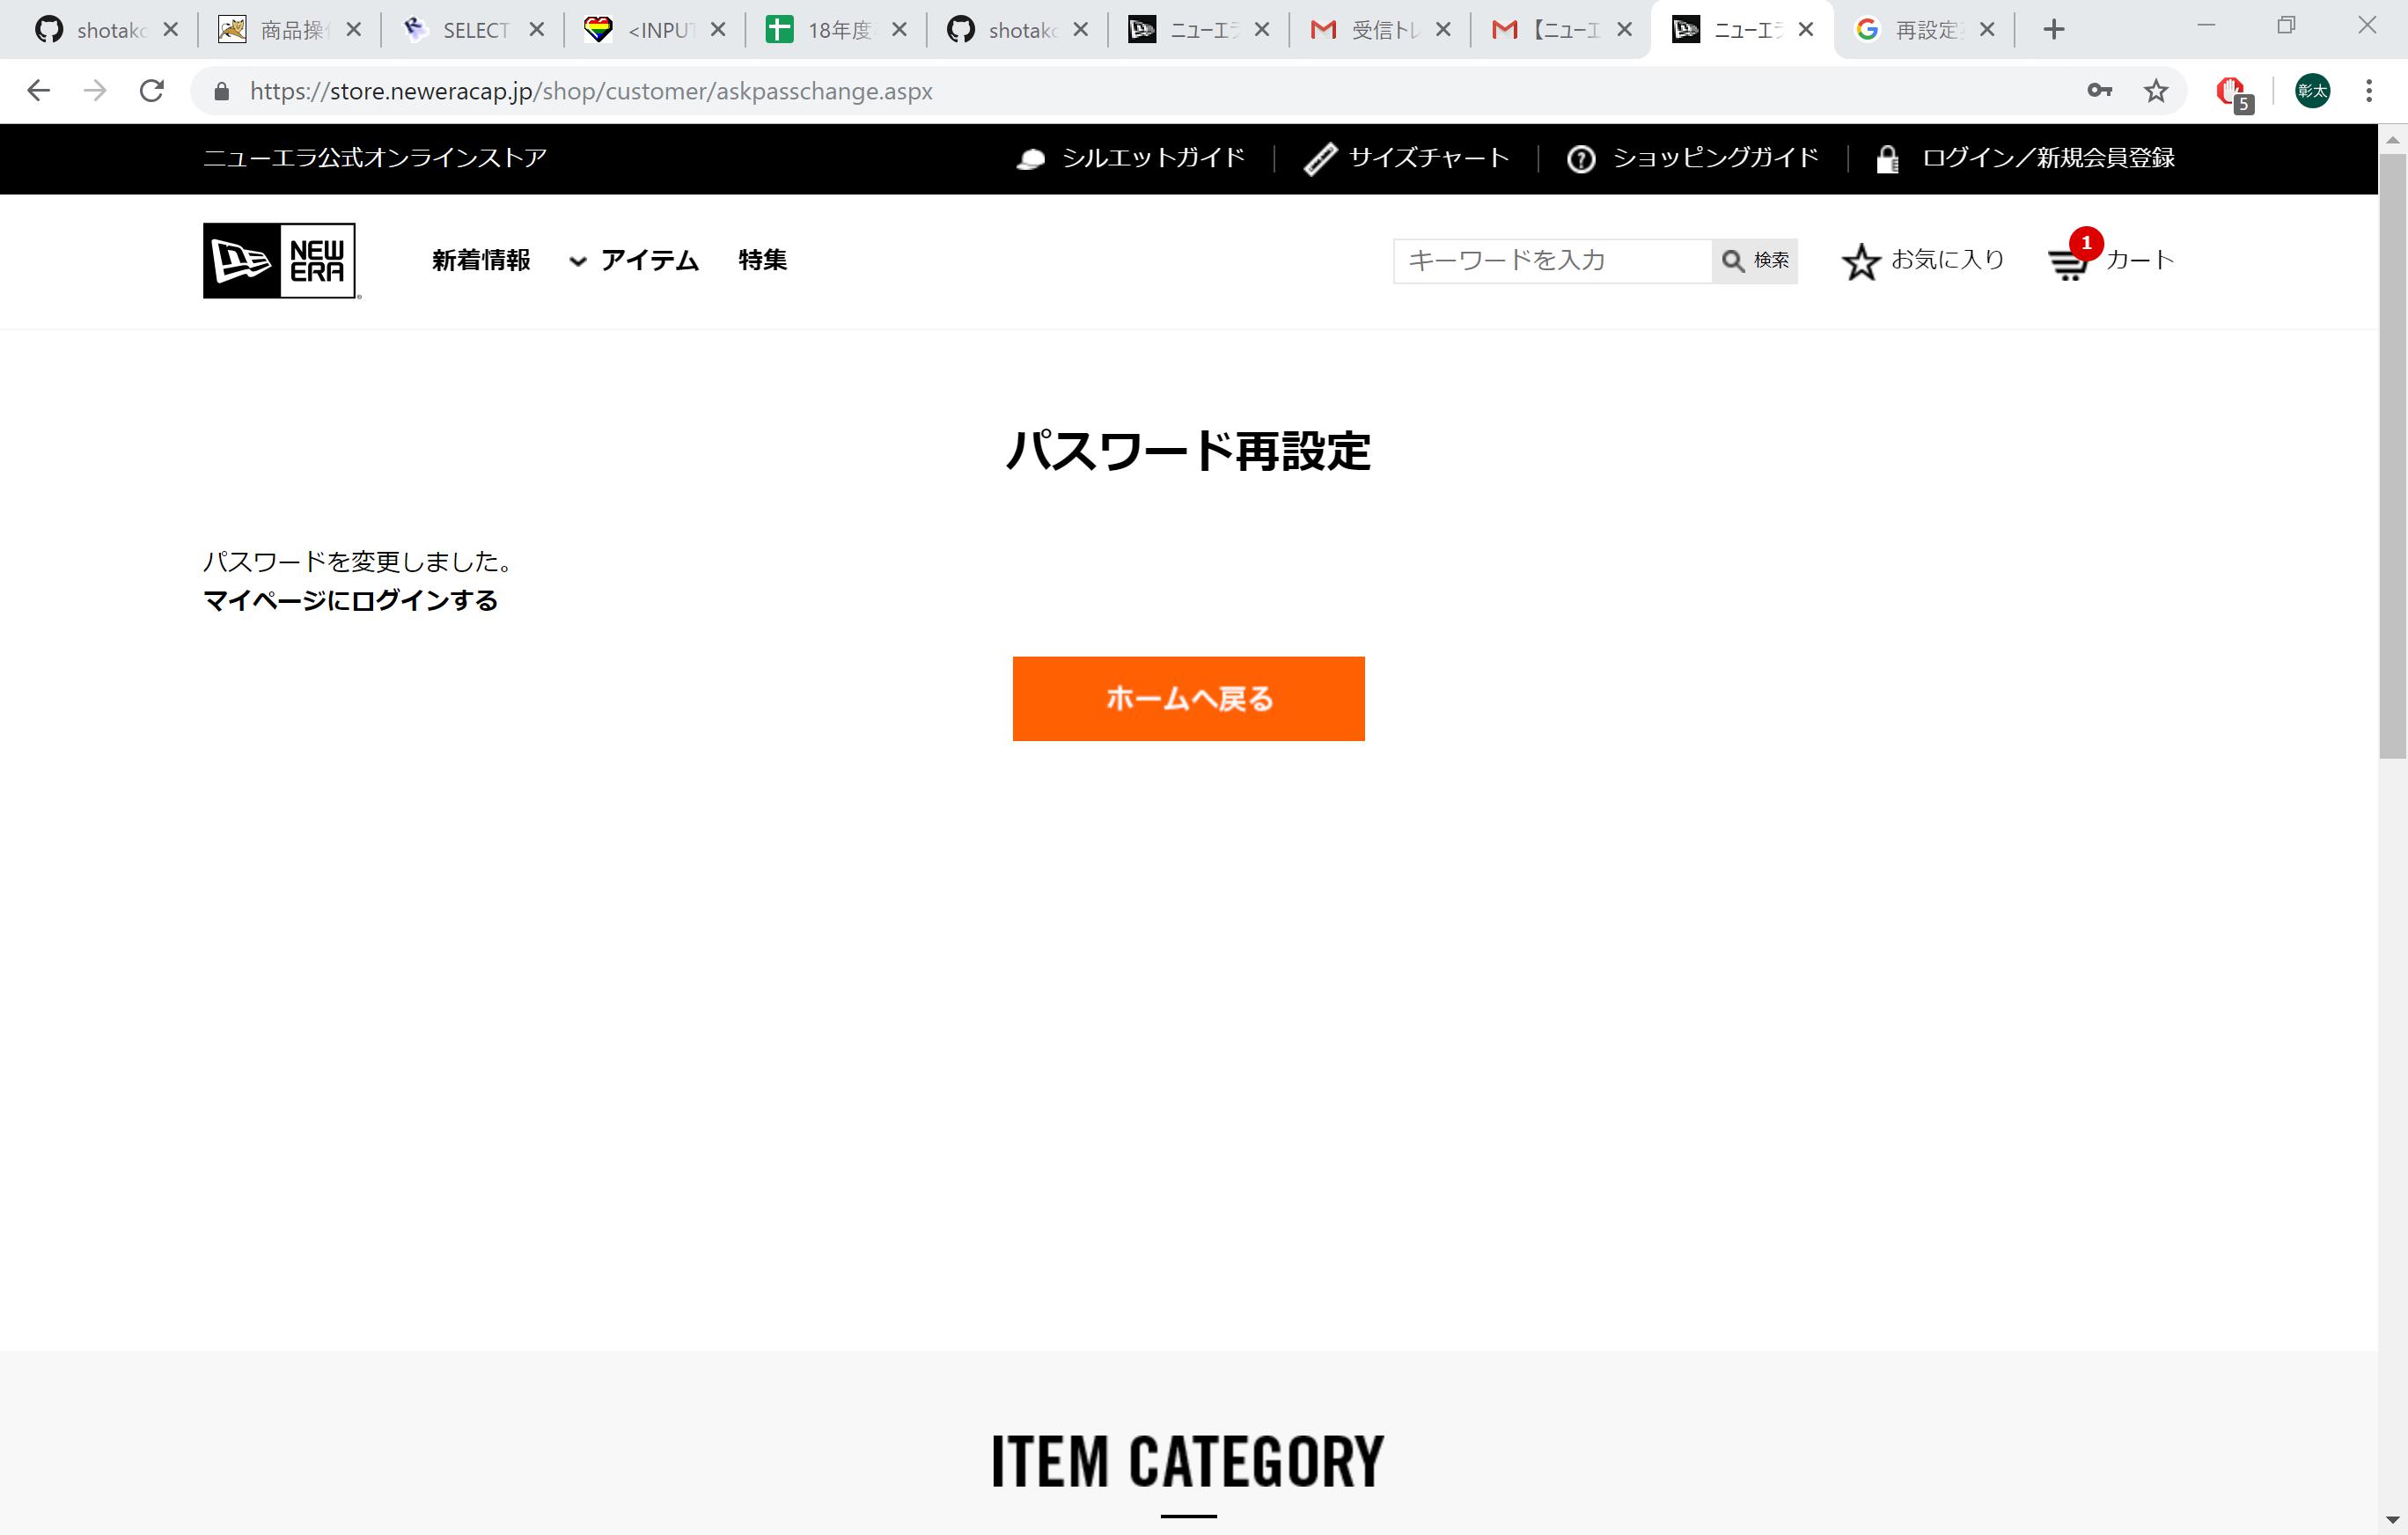 shotako
商品操作
SELECT
<INPUT
18年度
shotako
ニューエラ
受信トレ
【ニューエ
ニューエラ
再設定
https://store.neweracap.jp/shop/customer/askpasschange.aspx
5
彰太
ニューエラ公式オンラインストア
シルエットガイド
サイズチャート
ショッピングガイド
ログイン／新規会員登録
NEW ERA
新着情報
アイテム
特集
キーワードを入力
検索
お気に入り
1
カート
パスワード再設定
パスワードを変更しました。
マイページにログインする
ホームへ戻る
ITEM CATEGORY